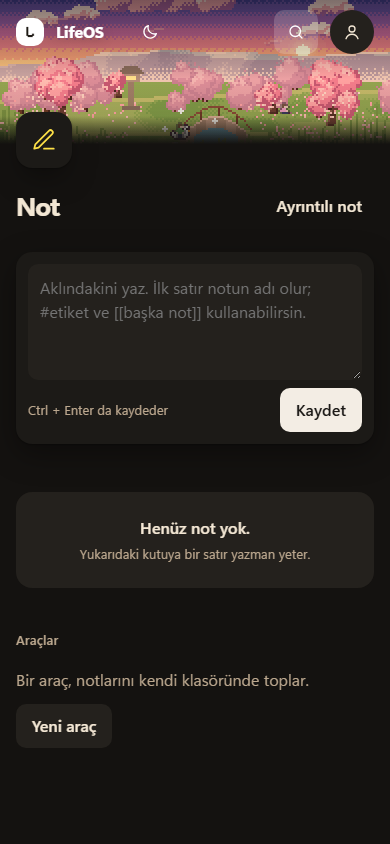 LifeOS
Not
Ayrıntılı not
Aklındakini yaz. İlk satır notun adı olur;
#etiket ve [[başka not]] kullanabilirsin.
Ctrl + Enter da kaydeder
Kaydet
Henüz not yok.
Yukarıdaki kutuya bir satır yazman yeter.
Araçlar
Bir araç, notlarını kendi klasöründe toplar.
Yeni araç